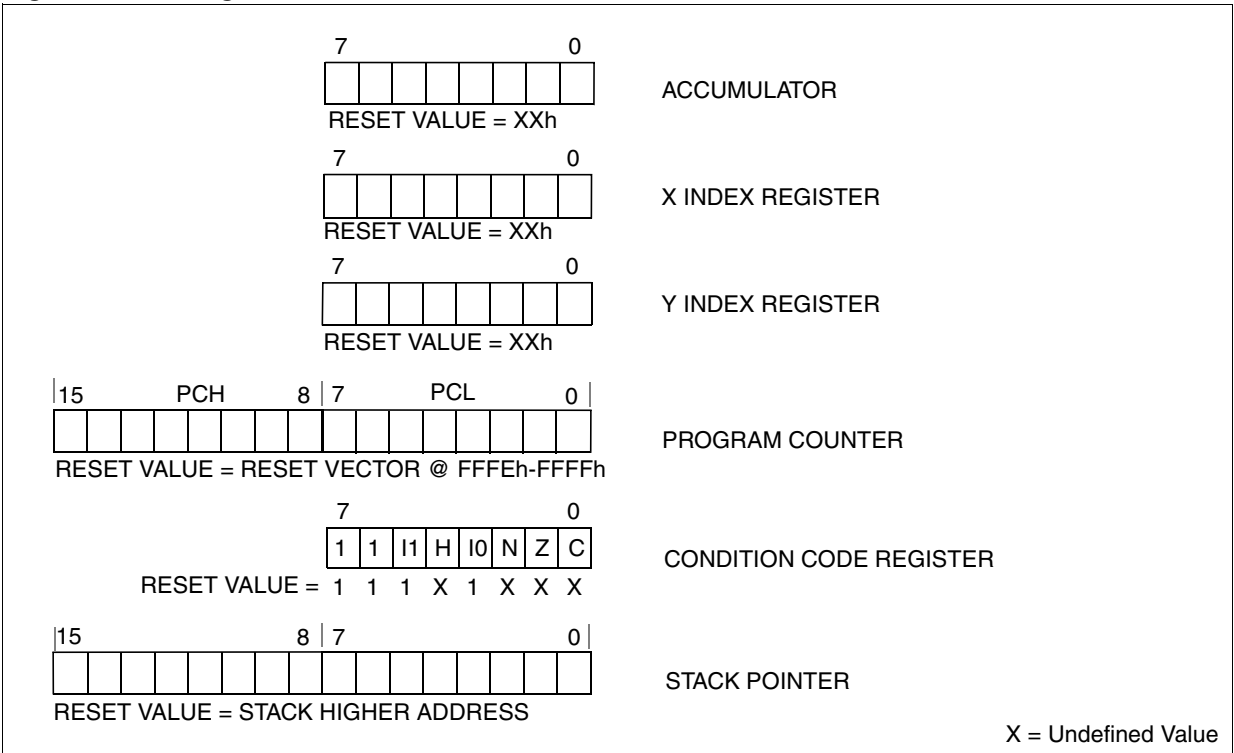 7 0
ACCUMULATOR
RESET VALUE = XXh
7 0
X INDEX REGISTER
RESET VALUE = XXh
7 0
Y INDEX REGISTER
RESET VALUE = XXh
15 PCH 8 7 PCL 0
PROGRAM COUNTER
RESET VALUE = RESET VECTOR @ FFFEh-FFFFh
7 0
1 1 I1 H I0 N Z C
CONDITION CODE REGISTER
RESET VALUE = 1 1 1 X 1 X X X
15 8 7 0
STACK POINTER
RESET VALUE = STACK HIGHER ADDRESS
X = Undefined Value